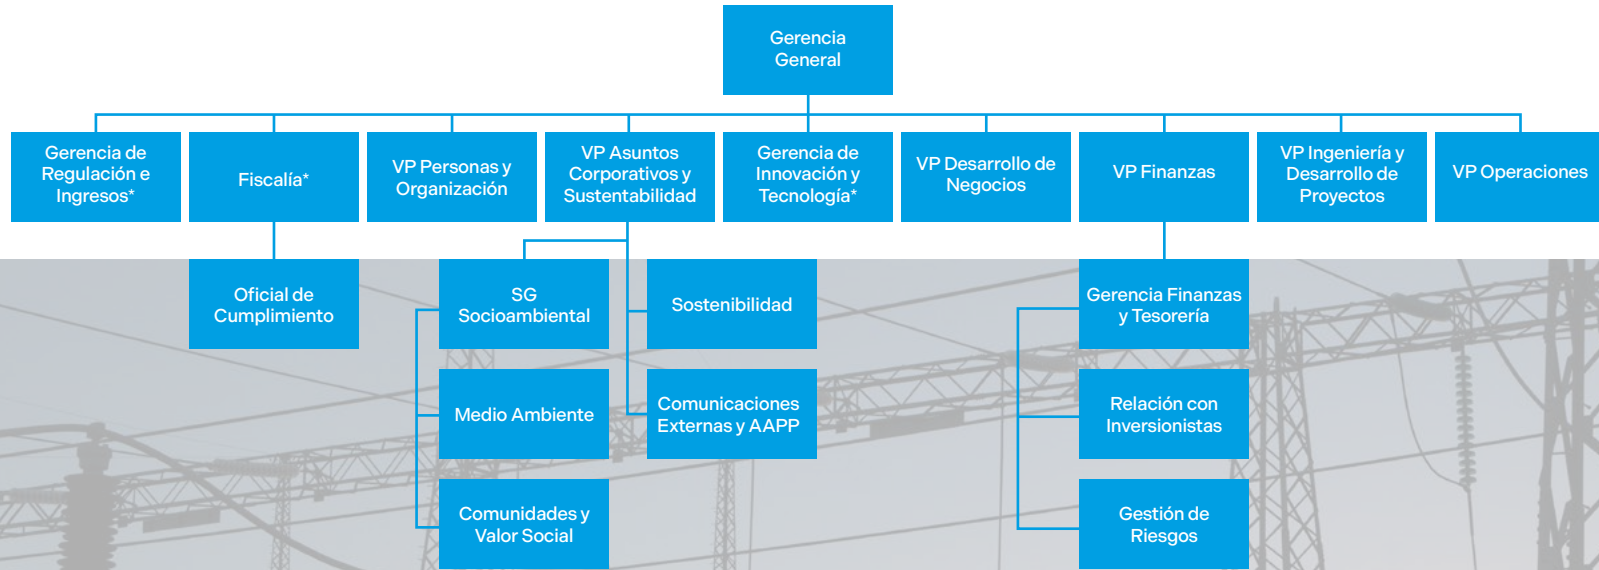 Gerencia
General
Gerencia de
Regulación e
Ingresos*
Fiscalía*
VP Personas y
Organización
VP Asuntos
Corporativos y
Sustentabilidad
Gerencia de
Innovación y
Tecnología*
VP Desarrollo de
Negocios
VP Finanzas
VP Ingeniería y
Desarrollo de
Proyectos
VP Operaciones
Oficial de
Cumplimiento
SG
Socioambiental
Sostenibilidad
Gerencia Finanzas
y Tesorería
Medio Ambiente
Comunicaciones
Externas y AAPP
Relación con
Inversionistas
Comunidades y
Valor Social
Gestión de
Riesgos